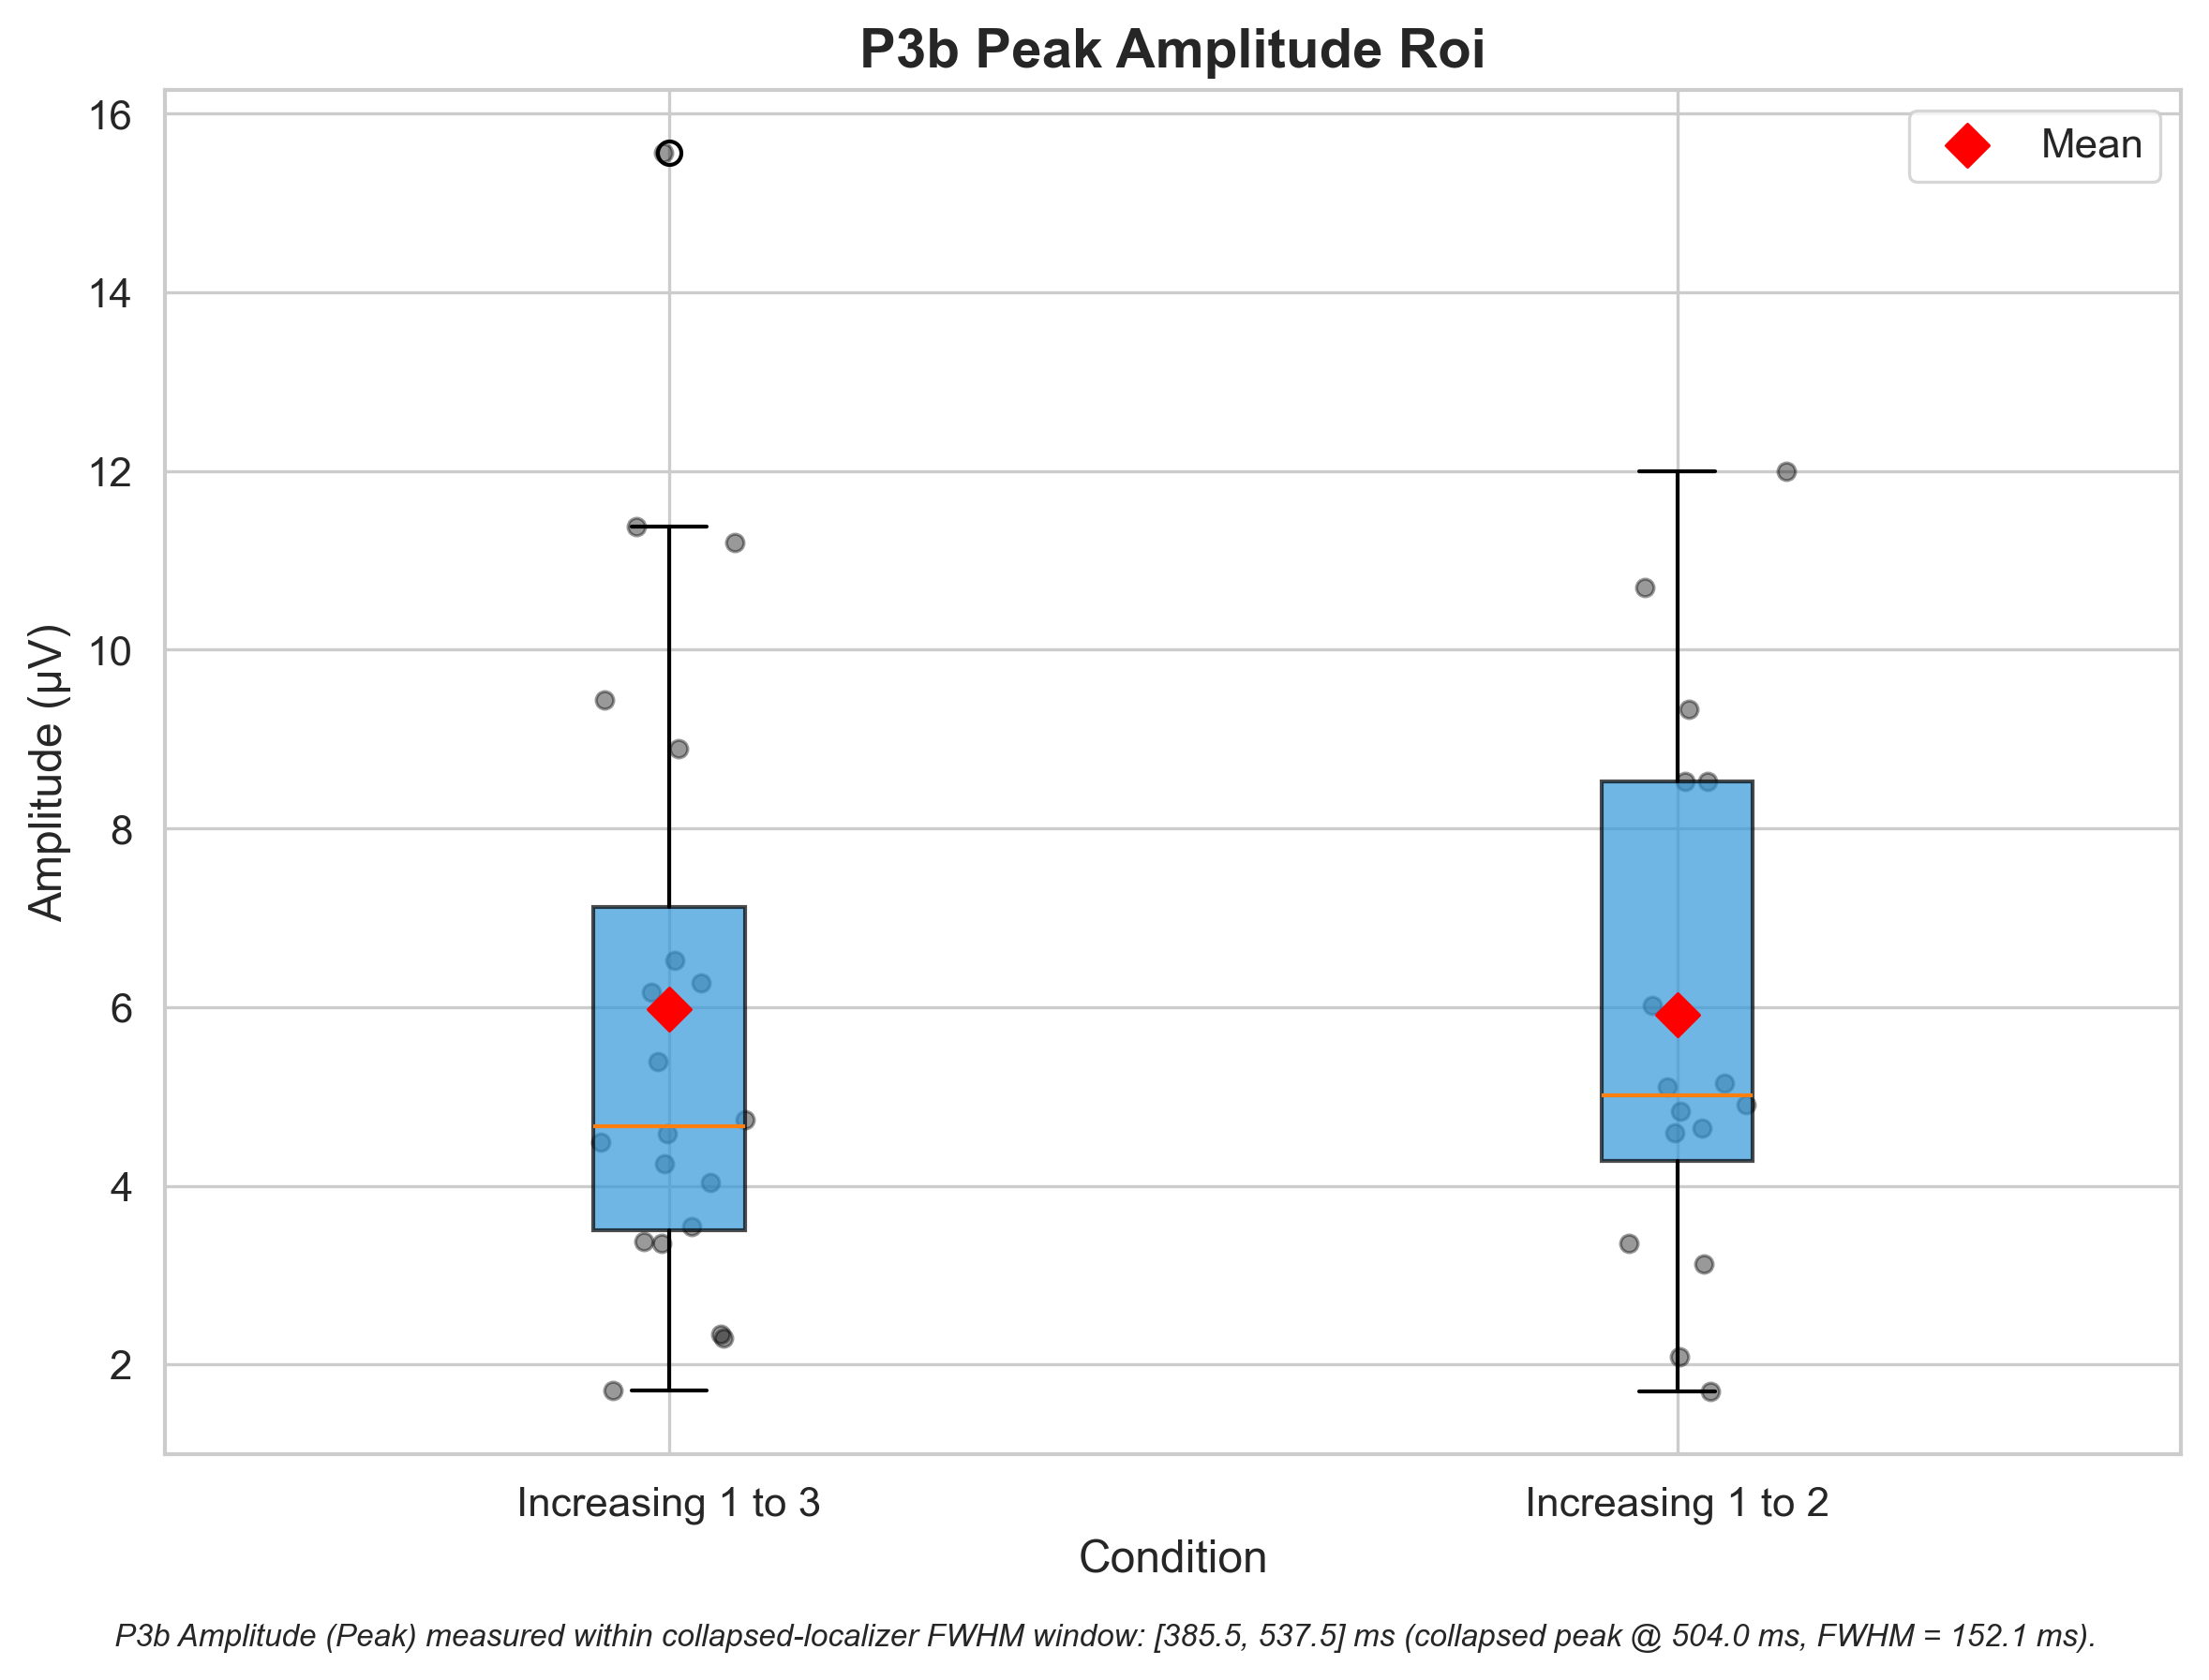 P3b Peak Amplitude Roi
Mean
16
14
12
10
8
6
4
2
Amplitude (µV)
Increasing 1 to 3
Increasing 1 to 2
Condition
P3b Amplitude (Peak) measured within collapsed-localizer FWHM window: [385.5, 537.5] ms (collapsed peak @ 504.0 ms, FWHM = 152.1 ms).